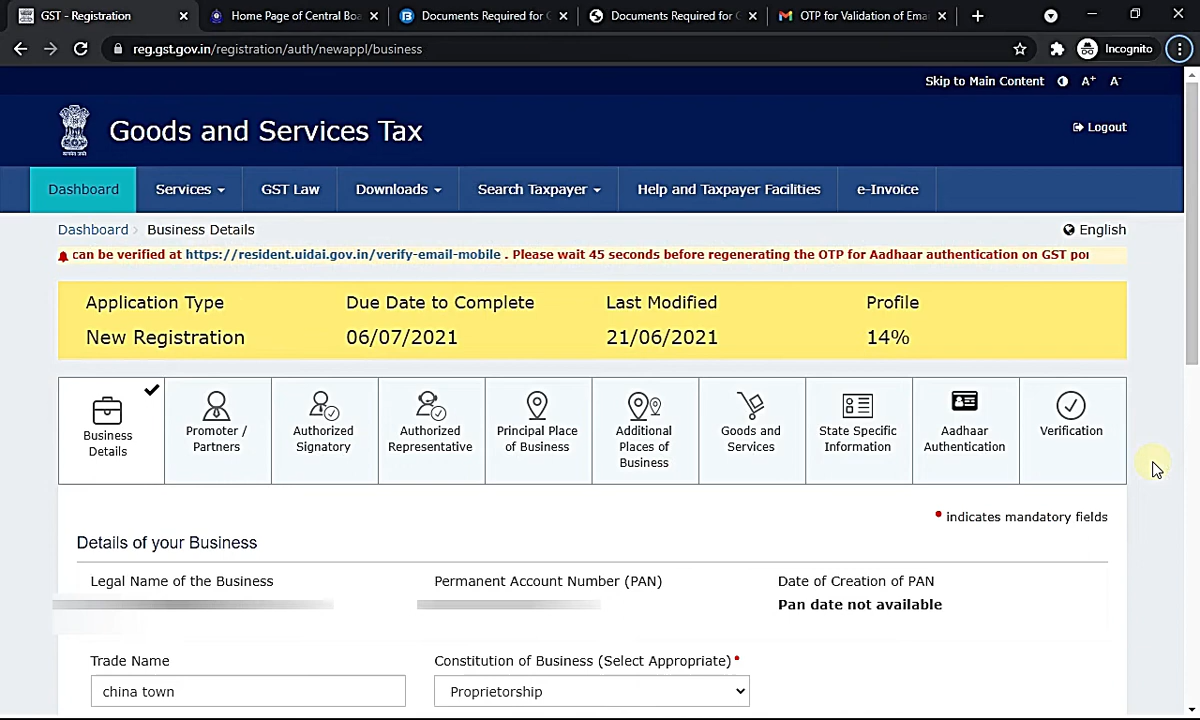 GST - Registration
Home Page of Central Boa
Documents Required for G
Documents Required for G
OTP for Validation of Emai
reg.gst.gov.in/registration/auth/newappl/business
Incognito
Skip to Main Content A+ A-
Goods and Services Tax
Logout
Dashboard Services GST Law Downloads Search Taxpayer Help and Taxpayer Facilities e-Invoice
Dashboard › Business Details English
can be verified at https://resident.uidai.gov.in/verify-email-mobile . Please wait 45 seconds before regenerating the OTP for Aadhaar authentication on GST por
Application Type Due Date to Complete Last Modified Profile
New Registration 06/07/2021 21/06/2021 14%
Business Details
Promoter / Partners
Authorized Signatory
Authorized Representative
Principal Place of Business
Additional Places of Business
Goods and Services
State Specific Information
Aadhaar Authentication
Verification
• indicates mandatory fields
Details of your Business
Legal Name of the Business Permanent Account Number (PAN) Date of Creation of PAN
Pan date not available
Trade Name Constitution of Business (Select Appropriate)•
china town Proprietorship